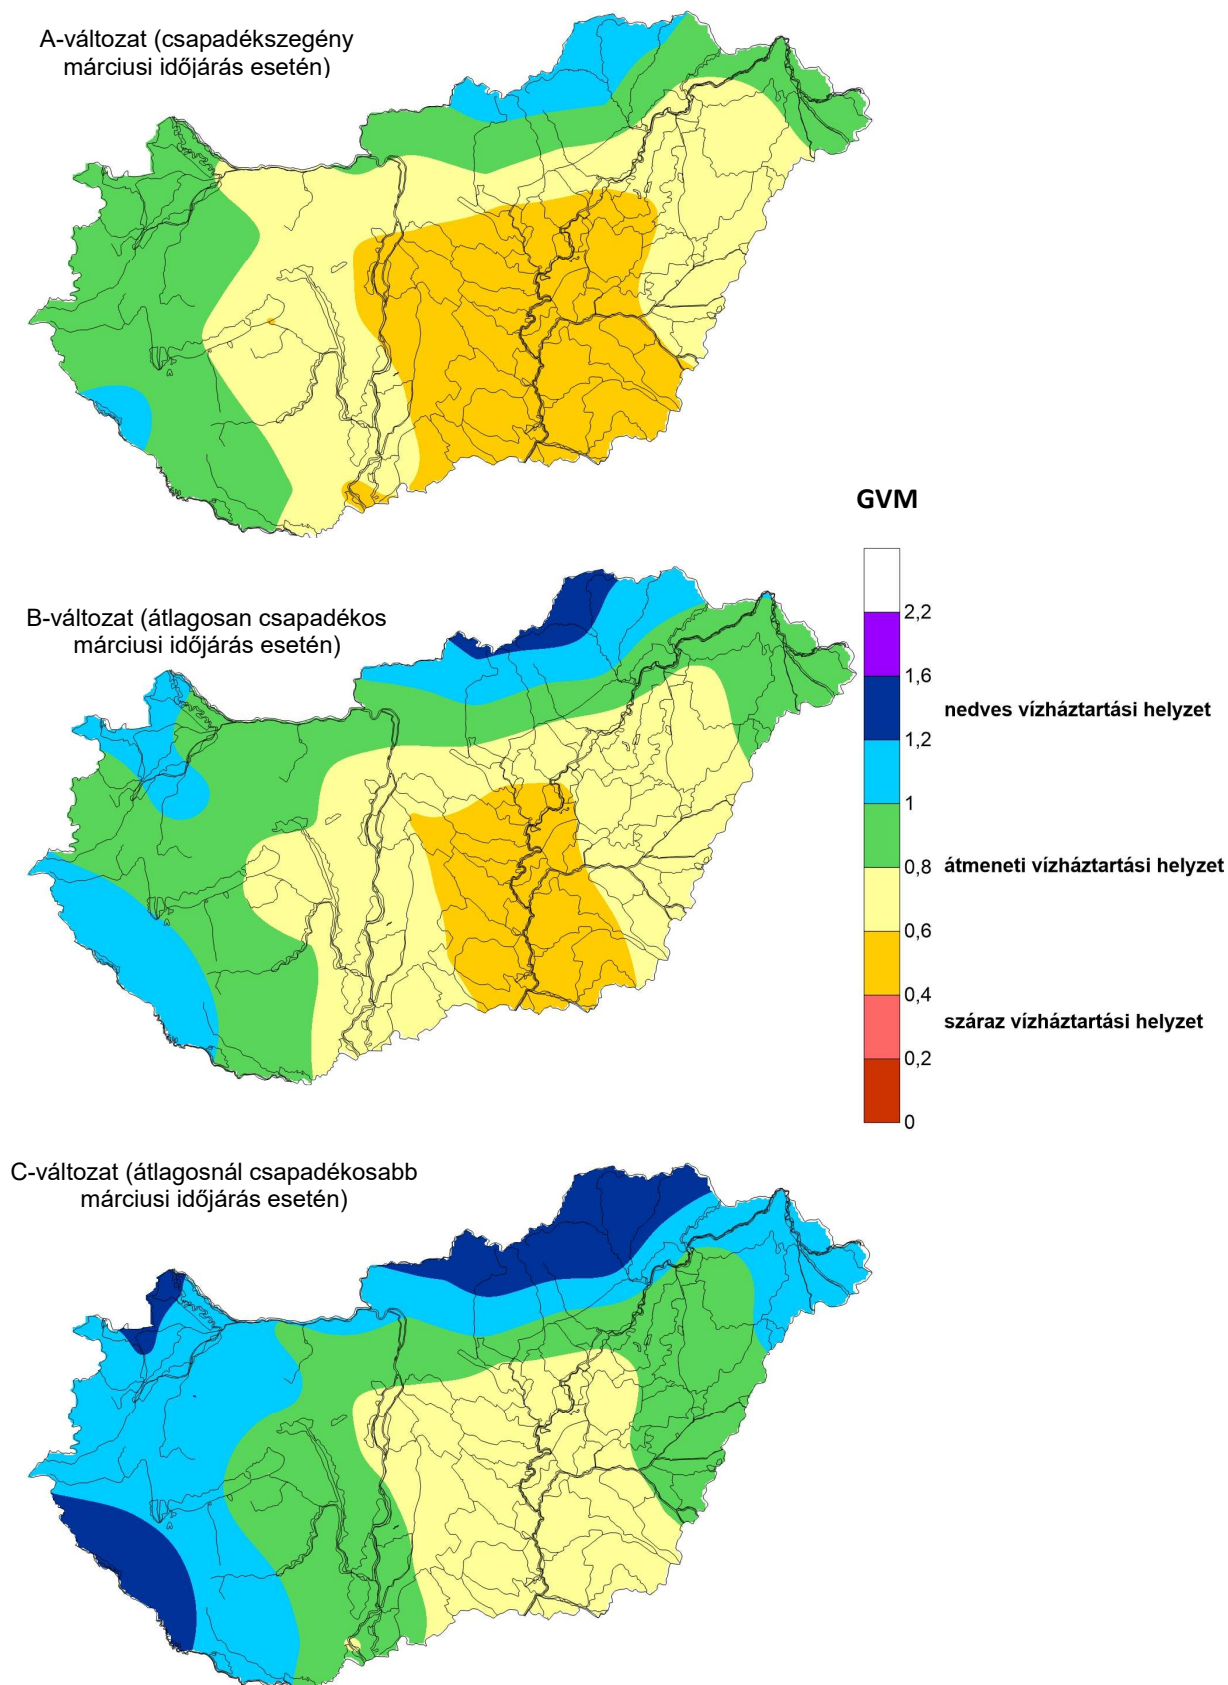 A-változat (csapadékszegény
márciusi időjárás esetén)
GVM
B-változat (átlagosan csapadékos
márciusi időjárás esetén)
2,2
1,6
nedves vízháztartási helyzet
1,2
1
átmeneti vízháztartási helyzet
0,8
0,6
0,4
száraz vízháztartási helyzet
0,2
0
C-változat (átlagosnál csapadékosabb
márciusi időjárás esetén)